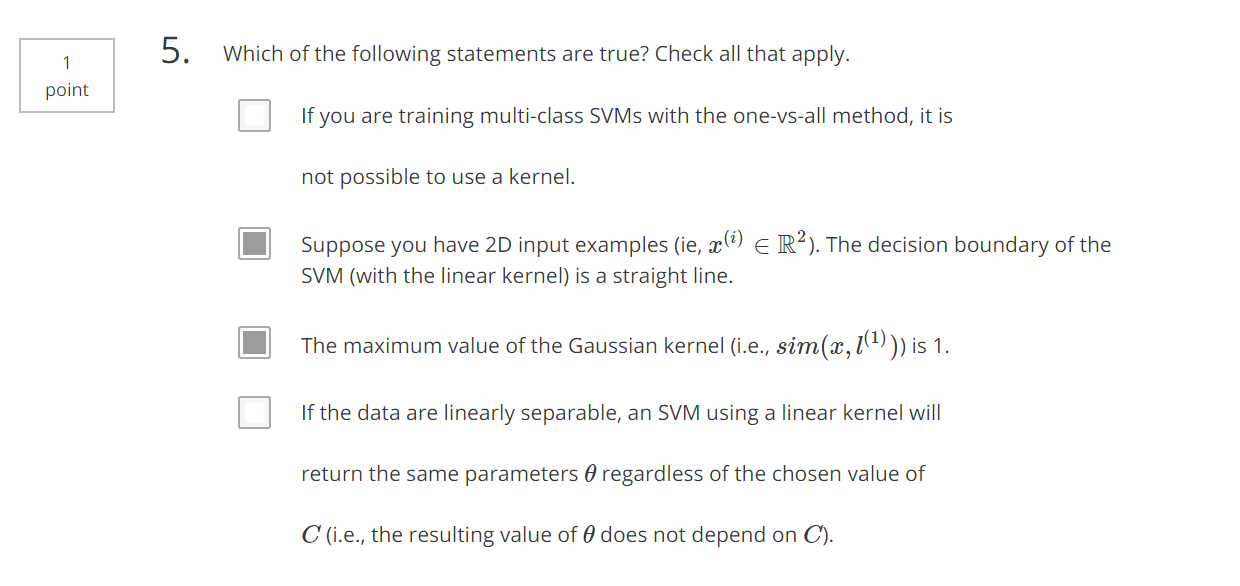 1
point
5.
Which of the following statements are true? Check all that apply.
If you are training multi-class SVMs with the one-vs-all method, it is
not possible to use a kernel.
Suppose you have 2D input examples (ie, x⁽ⁱ⁾ ∈ ℝ²). The decision boundary of the
SVM (with the linear kernel) is a straight line.
The maximum value of the Gaussian kernel (i.e., sim(x, l⁽¹⁾)) is 1.
If the data are linearly separable, an SVM using a linear kernel will
return the same parameters θ regardless of the chosen value of
C (i.e., the resulting value of θ does not depend on C).